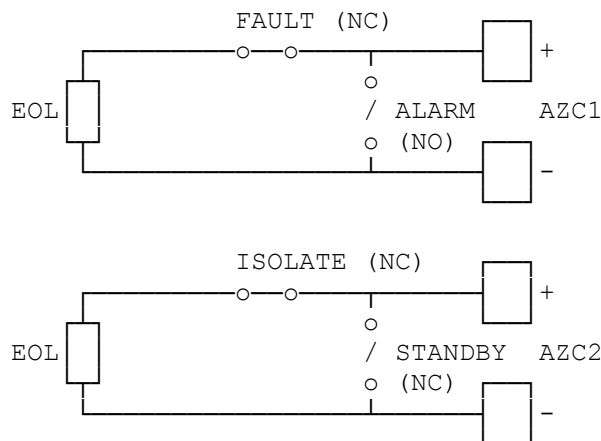 FAULT (NC)
+
EOL
ALARM AZC1
(NO)
-
ISOLATE (NC)
+
EOL
STANDBY AZC2
(NC)
-